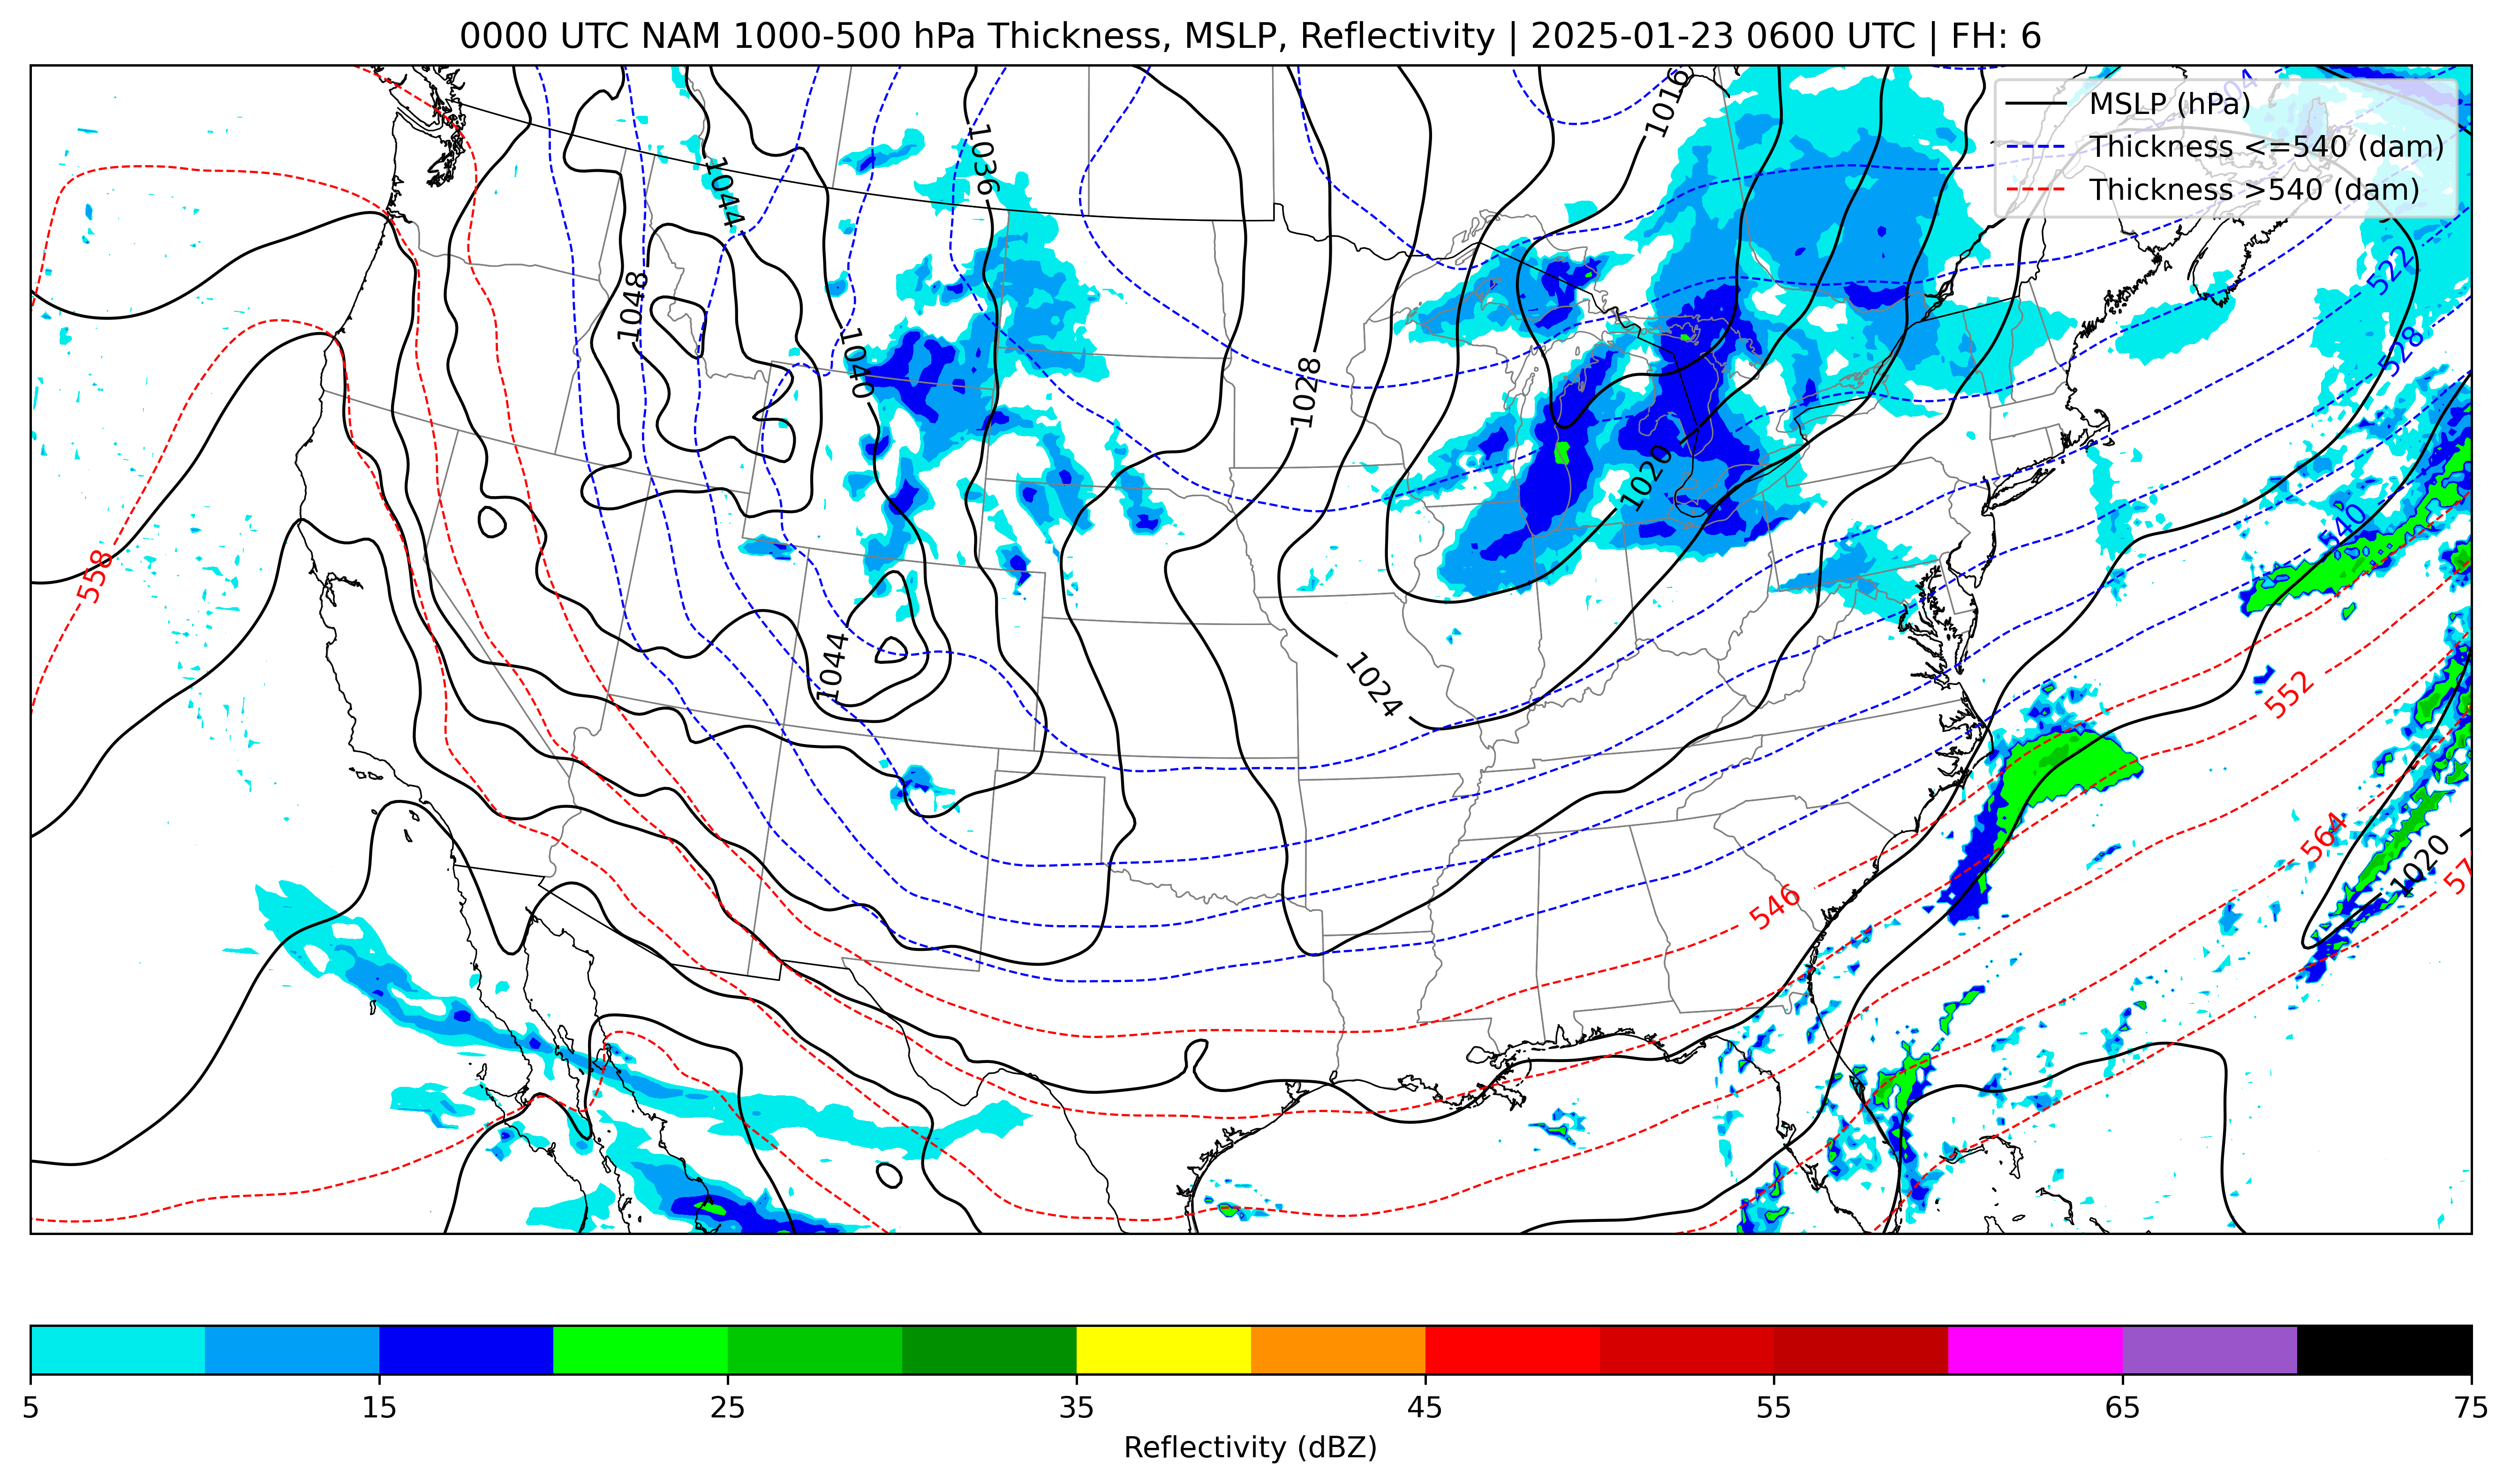 0000 UTC NAM 1000-500 hPa Thickness, MSLP, Reflectivity | 2025-01-23 0600 UTC | FH: 6
MSLP (hPa)
Thickness <=540 (dam)
Thickness >540 (dam)
1016
1044
1036
522
1048
528
1040
1028
1020
540
558
1044
1024
552
564
1020
546
5 15 25 35 45 55 65 75
Reflectivity (dBZ)